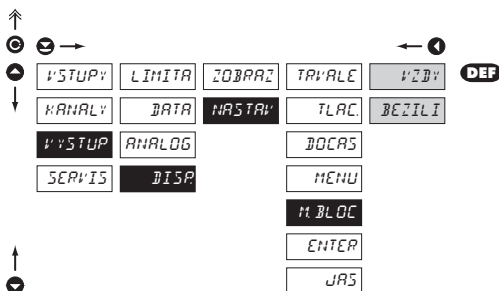 DEF
VSTUPY LIMITA ZOBRAZ TRVALE VZDY
KANALY DATA NASTAV TLAC. BEZILI
VYSTUP ANALOG BOCAS
SERVIS DISP. MENU
M. BLOC
ENTER
JAS